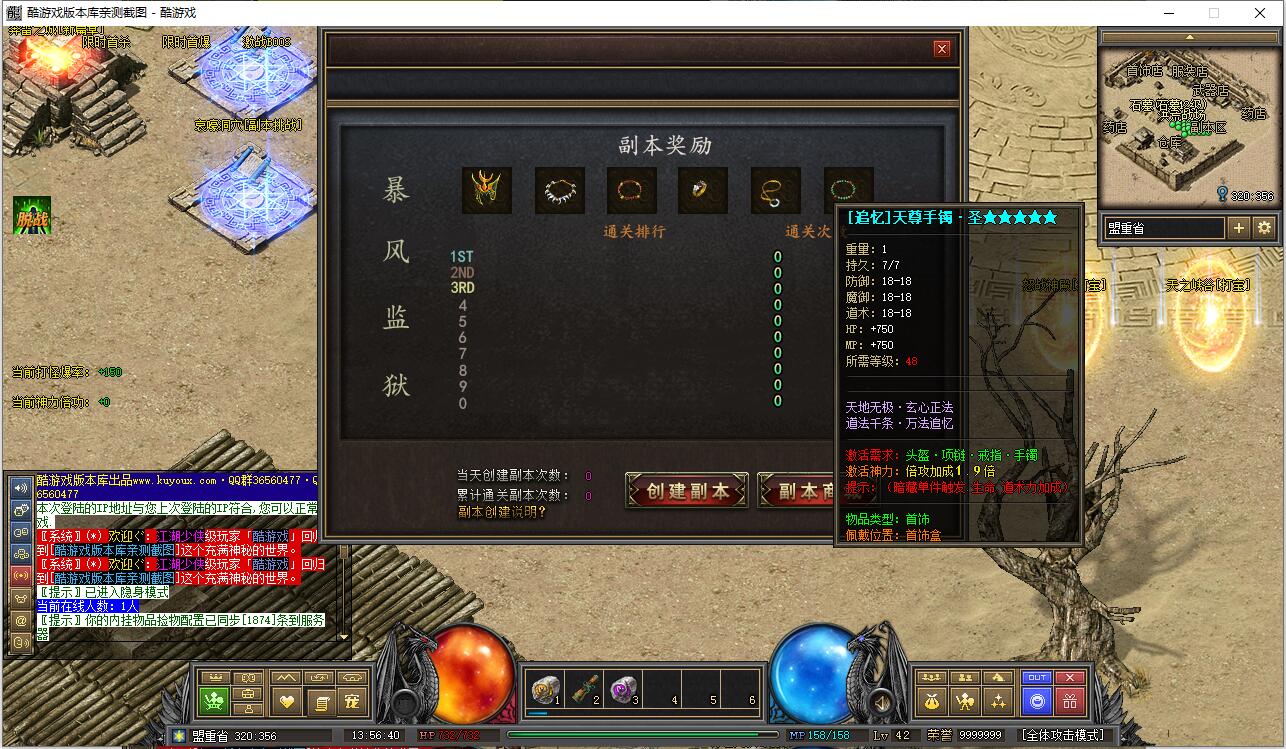 酷游戏版本库亲测截图 - 酷游戏
限时首杀
限时首爆
激战BOSS
脱战
当前打怪爆率: +150
当前神力倍功: +0
副本奖励
暴
风
监
狱
通关排行
通关次
1ST
2ND
3RD
4
5
6
7
8
9
0
0
0
0
0
0
0
0
0
0
0
当天创建副本次数: 0
累计通关副本次数: 0
副本创建说明?
创建副本
副本商
[追忆]天尊手镯·圣★★★★★
重量: 1
持久: 7/7
防御: 18-18
魔御: 18-18
道术: 18-18
HP: +750
MP: +750
所需等级: 48
天地无极·玄心正法
道法千条·万法追忆
激活需求: 头盔·项链·戒指·手镯
激活神力: 倍攻加成1.9倍
提示: (暗藏单件触发.生命.道术力加成)
物品类型: 首饰
佩戴位置: 首饰盒
首饰店
服装店
武器店
药店
药店
仓库
320:356
盟重省
天之峡谷[打宝]
酷游戏版本库出品www.kuyoux.com·QQ群36560477·Q
6560477
本次登陆的IP地址与您上次登陆的IP符合,您可以正常
戏.
〖系统〗(*) 欢迎ぐ:江湖少侠级玩家「酷游戏」回归
到[酷游戏版本库亲测截图]这个充满神秘的世界。
〖系统〗(*) 欢迎ぐ:江湖少侠级玩家「酷游戏」回归
到[酷游戏版本库亲测截图]这个充满神秘的世界。
〖提示〗已进入隐身模式
当前在线人数: 1人
〖提示〗你的内挂物品捡物配置已同步[1874]条到服务
器
宠
1
2
3
4
5
6
OUT
盟重省 320:356
13:56:40
HP 732/732
MP 158/158
Lv 42
荣誉 9999999
[全体攻击模式]